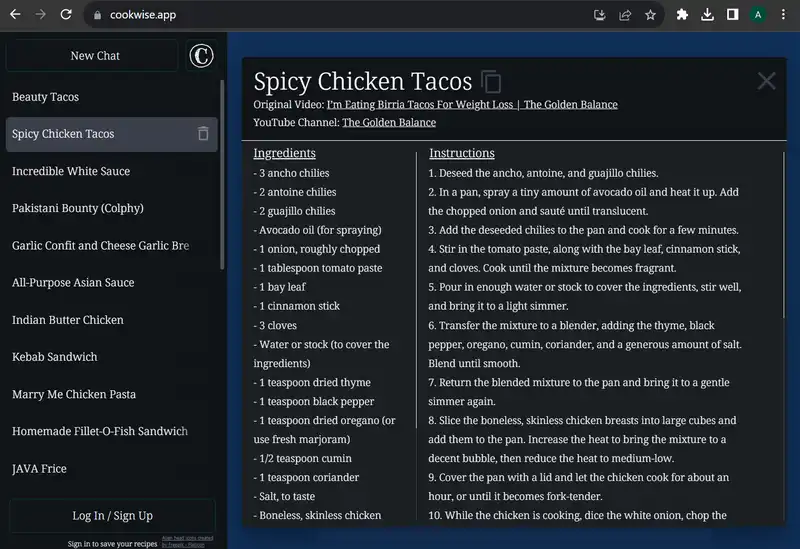 cookwise.app
A
New Chat
C
Beauty Tacos
Spicy Chicken Tacos
Incredible White Sauce
Pakistani Bounty (Colphy)
Garlic Confit and Cheese Garlic Bre
All-Purpose Asian Sauce
Indian Butter Chicken
Kebab Sandwich
Marry Me Chicken Pasta
Homemade Fillet-O-Fish Sandwich
JAVA Frice
Log In / Sign Up
Sign in to save your recipes
Spicy Chicken Tacos
Original Video: I'm Eating Birria Tacos For Weight Loss | The Golden Balance
YouTube Channel: The Golden Balance
Ingredients
- 3 ancho chilies
- 2 antoine chilies
- 2 guajillo chilies
- Avocado oil (for spraying)
- 1 onion, roughly chopped
- 1 tablespoon tomato paste
- 1 bay leaf
- 1 cinnamon stick
- 3 cloves
- Water or stock (to cover the
ingredients)
- 1 teaspoon dried thyme
- 1 teaspoon black pepper
- 1 teaspoon dried oregano (or
use fresh marjoram)
- 1/2 teaspoon cumin
- 1 teaspoon coriander
- Salt, to taste
- Boneless, skinless chicken
Instructions
1. Deseed the ancho, antoine, and guajillo chilies.
2. In a pan, spray a tiny amount of avocado oil and heat it up. Add
the chopped onion and sauté until translucent.
3. Add the deseeded chilies to the pan and cook for a few minutes.
4. Stir in the tomato paste, along with the bay leaf, cinnamon stick,
and cloves. Cook until the mixture becomes fragrant.
5. Pour in enough water or stock to cover the ingredients, stir well,
and bring it to a light simmer.
6. Transfer the mixture to a blender, adding the thyme, black
pepper, oregano, cumin, coriander, and a generous amount of salt.
Blend until smooth.
7. Return the blended mixture to the pan and bring it to a gentle
simmer again.
8. Slice the boneless, skinless chicken breasts into large cubes and
add them to the pan. Increase the heat to bring the mixture to a
decent bubble, then reduce the heat to medium-low.
9. Cover the pan with a lid and let the chicken cook for about an
hour, or until it becomes fork-tender.
10. While the chicken is cooking, dice the white onion, chop the